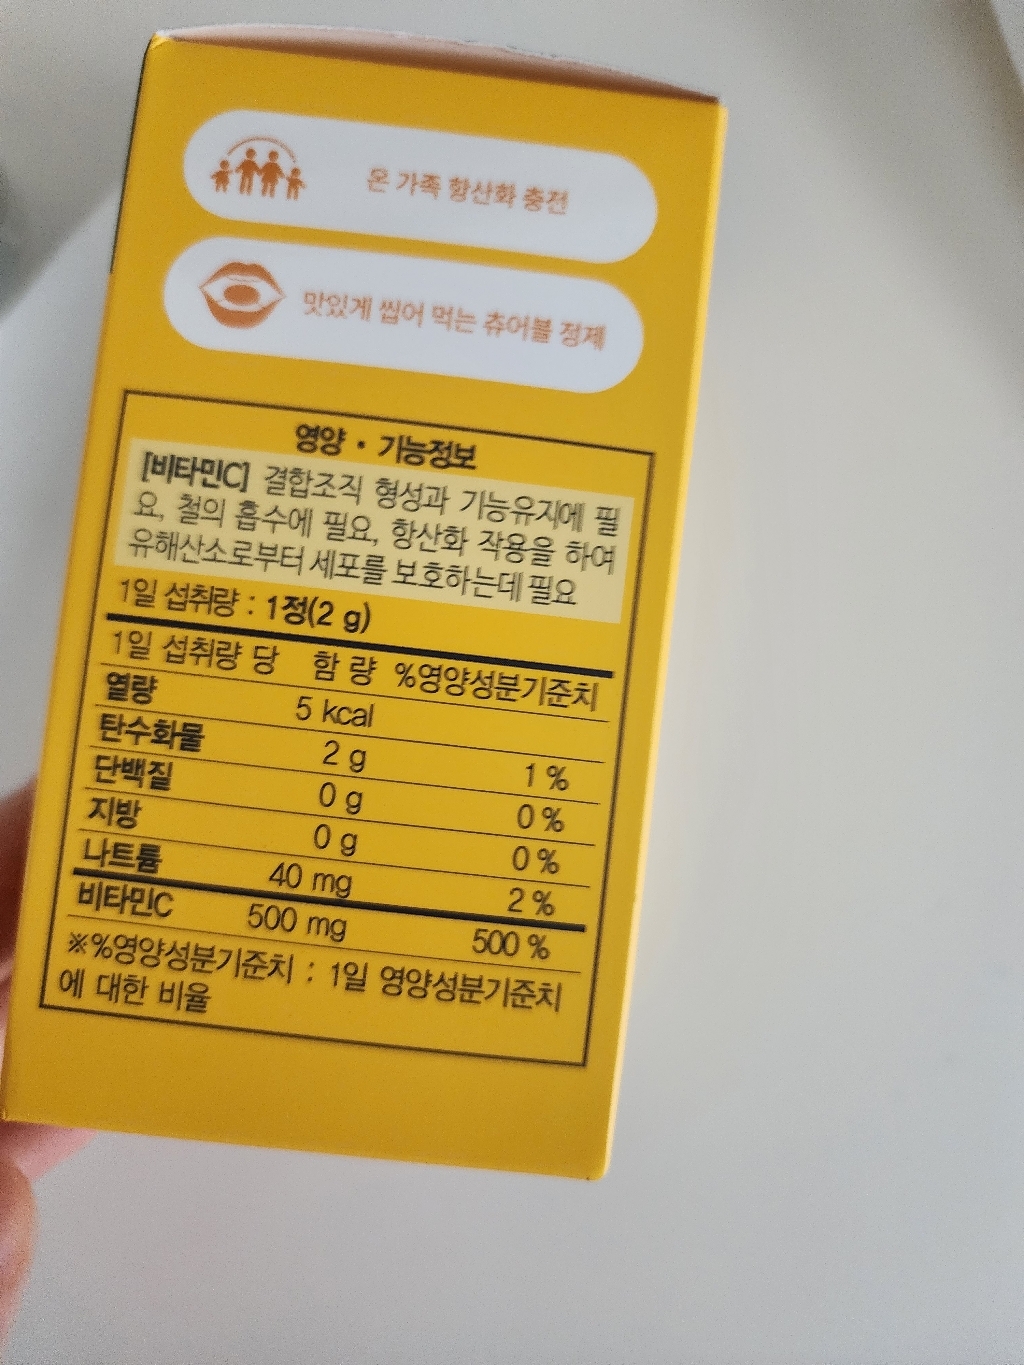 온 가족 항산화 충전
맛있게 씹어 먹는 츄어블 정제
영양 • 기능정보
[비타민C] 결합조직 형성과 기능유지에 필
요, 철의 흡수에 필요, 항산화 작용을 하여
유해산소로부터 세포를 보호하는데 필요
1일 섭취량 : 1정(2 g)
1일 섭취량 당 함 량 %영양성분기준치
열량 5 kcal
탄수화물 2 g 1 %
단백질 0 g 0 %
지방 0 g 0 %
나트륨 40 mg 2 %
비타민C 500 mg 500 %
※%영양성분기준치 : 1일 영양성분기준치
에 대한 비율